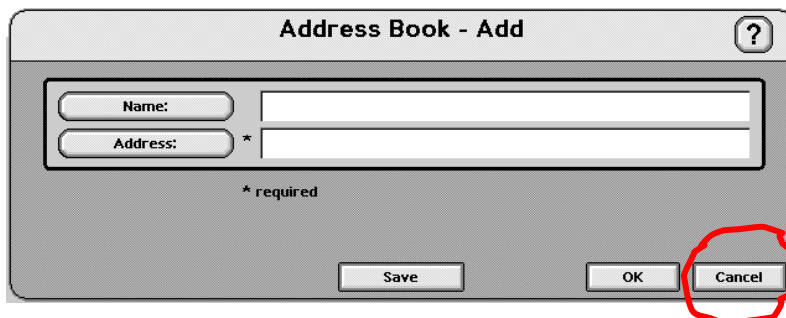 Address Book - Add
?
Name:
Address: *
* required
Save OK Cancel